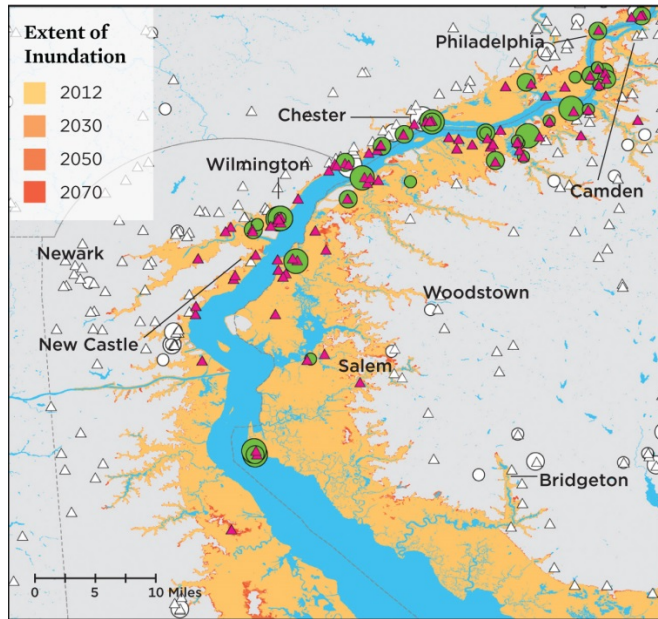 Extent of
Inundation
2012
2030
2050
2070
Philadelphia
Chester
Wilmington
Camden
Newark
Woodstown
New Castle
Salem
Bridgeton
0 5 10 Miles